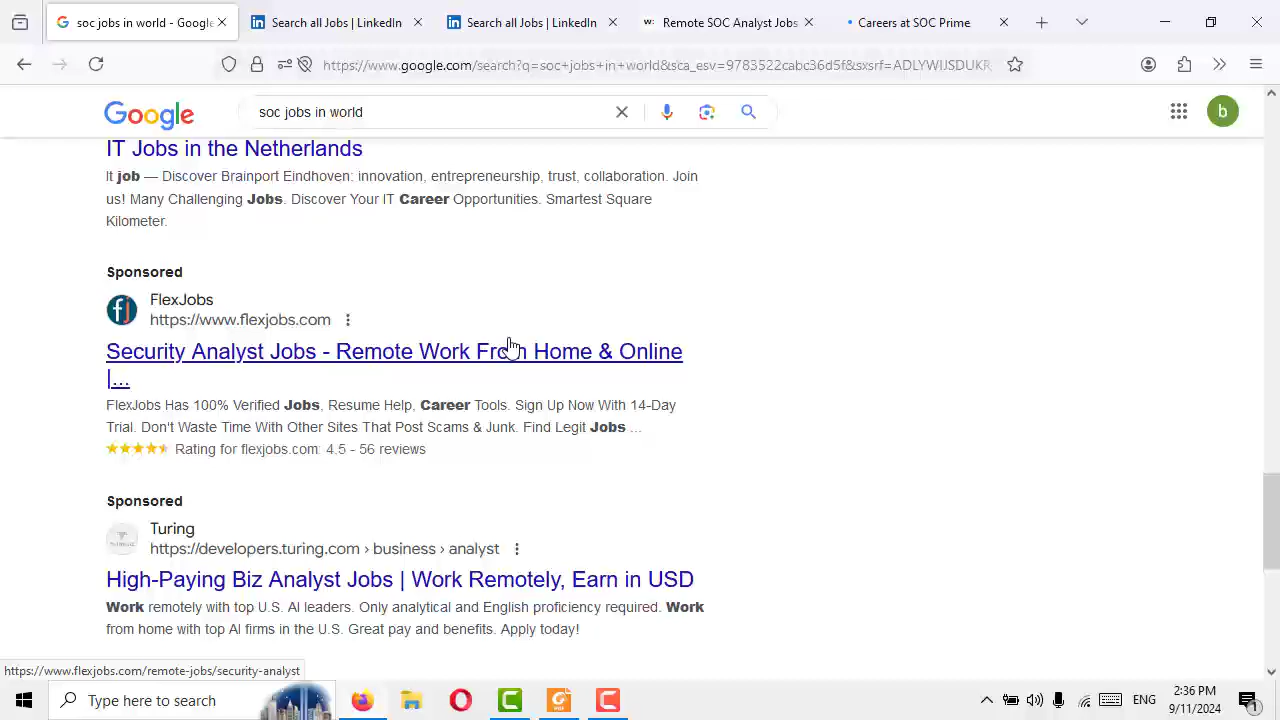 soc jobs in world - Google
Search all Jobs | LinkedIn
Search all Jobs | LinkedIn
Remote SOC Analyst Jobs
Careers at SOC Prime
https://www.google.com/search?q=soc+jobs+in+world&sca_esv=9783522cabc36d5f&sxsrf=ADLYWIJSDUKR
Google
soc jobs in world
b
IT Jobs in the Netherlands
It job — Discover Brainport Eindhoven: innovation, entrepreneurship, trust, collaboration. Join
us! Many Challenging Jobs. Discover Your IT Career Opportunities. Smartest Square
Kilometer.
Sponsored
FlexJobs
https://www.flexjobs.com
Security Analyst Jobs - Remote Work From Home & Online
|...
FlexJobs Has 100% Verified Jobs, Resume Help, Career Tools. Sign Up Now With 14-Day
Trial. Don't Waste Time With Other Sites That Post Scams & Junk. Find Legit Jobs ...
Rating for flexjobs.com: 4.5 - 56 reviews
Sponsored
Turing
https://developers.turing.com › business › analyst
High-Paying Biz Analyst Jobs | Work Remotely, Earn in USD
Work remotely with top U.S. AI leaders. Only analytical and English proficiency required. Work
from home with top AI firms in the U.S. Great pay and benefits. Apply today!
https://www.flexjobs.com/remote-jobs/security-analyst
Type here to search
ENG
2:36 PM
9/11/2024
1